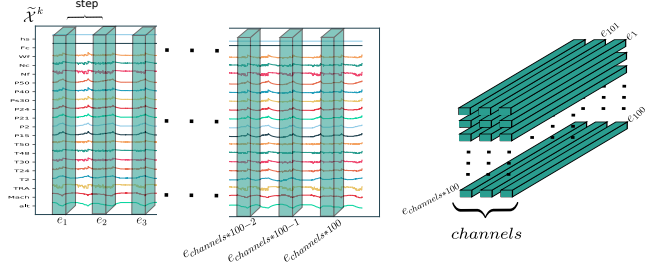 step
X̃^k
hs
Fc
Wf
Nc
Nf
P50
P40
Ps30
P24
P21
P2
P15
T50
T48
T30
T24
T2
TRA
Mach
alt
e_1 e_2 e_3
e_{channels*100-2} e_{channels*100-1} e_{channels*100}
e_{101} e_1
e_{100}
e_{channels*100}
channels